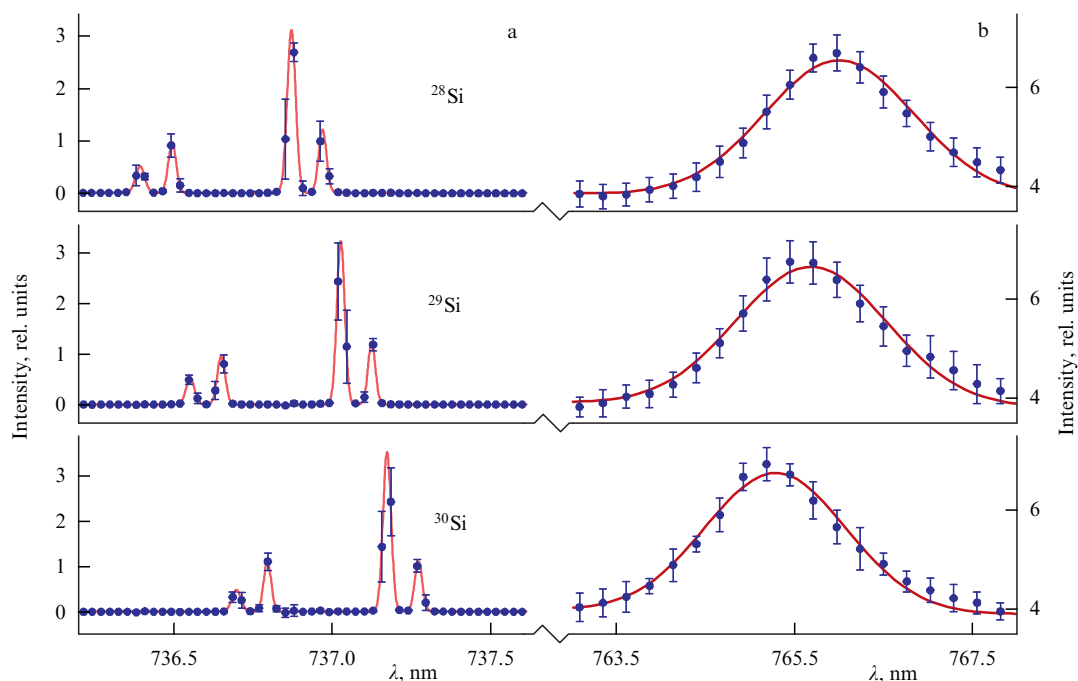 a
b
3
2
1
0
²⁸Si
6
4
3
2
1
0
²⁹Si
6
4
3
2
1
0
³⁰Si
6
4
Intensity, rel. units
Intensity, rel. units
736.5 737.0 737.5 763.5 765.5 767.5
λ, nm
λ, nm